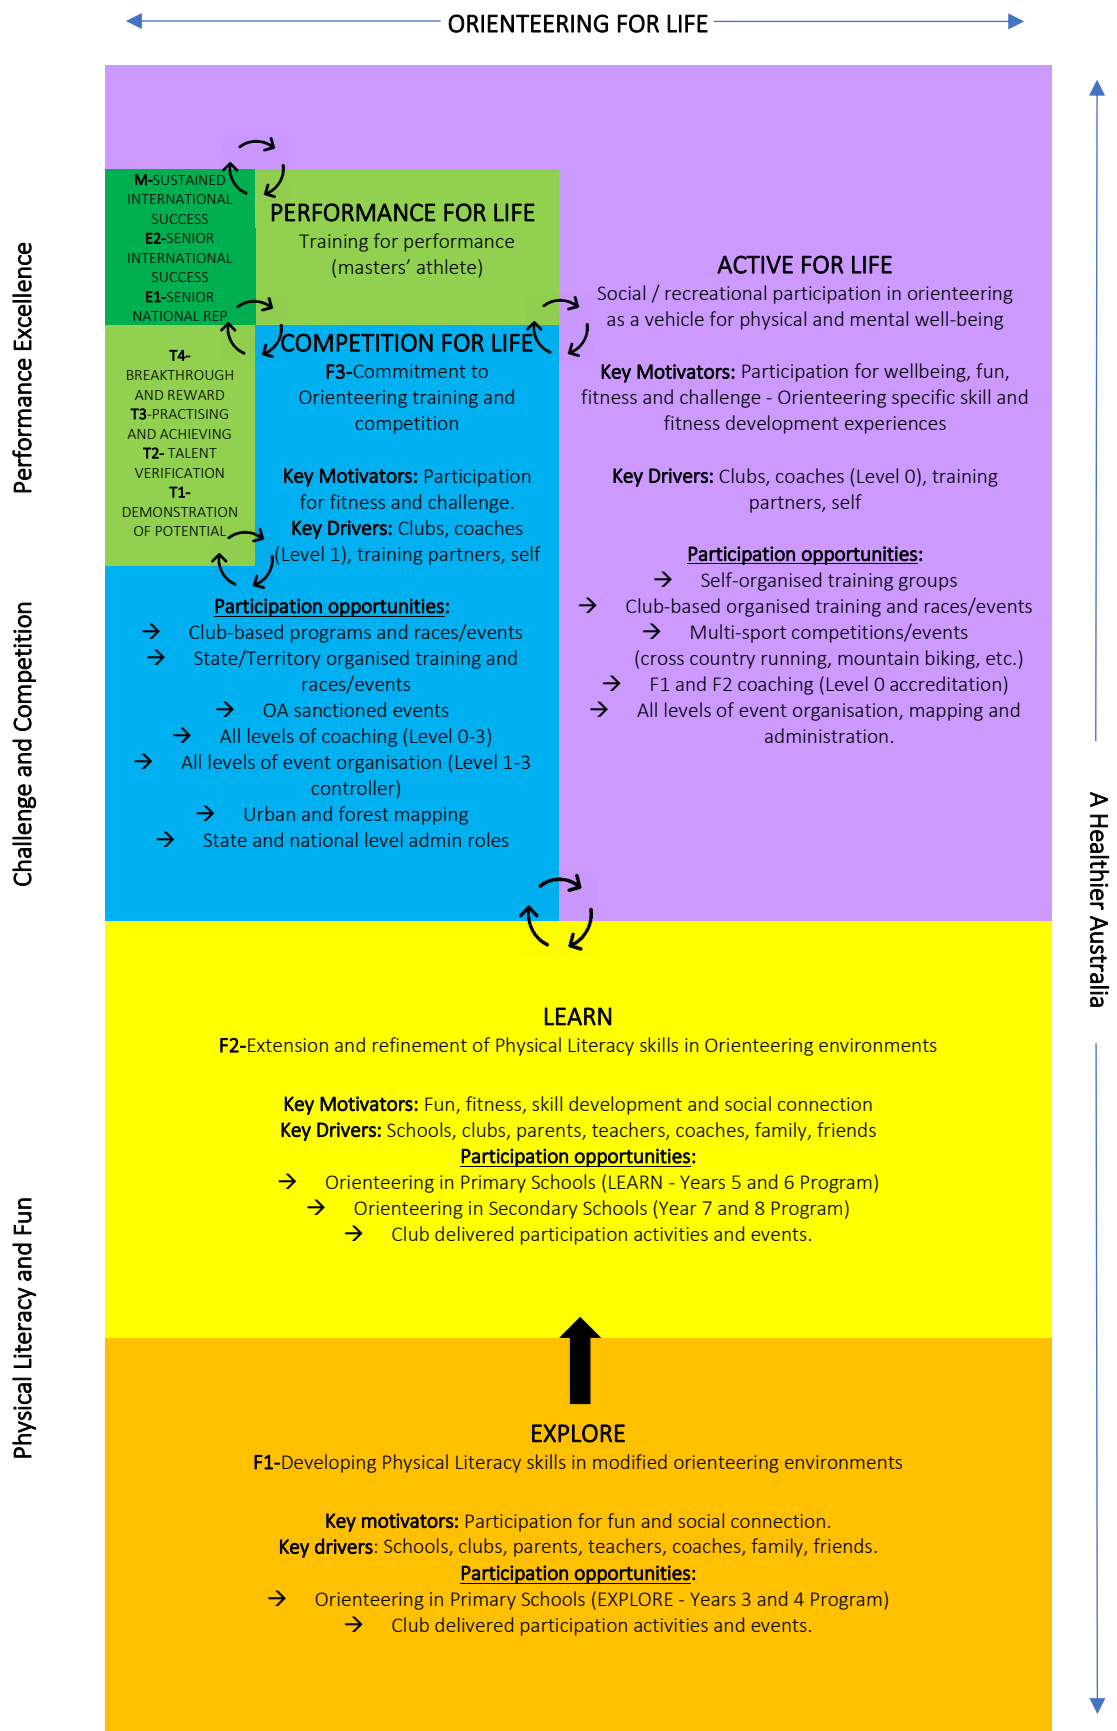 ORIENTEERING FOR LIFE
M-SUSTAINED
INTERNATIONAL
SUCCESS
E2-SENIOR
INTERNATIONAL
SUCCESS
E1-SENIOR
NATIONAL REP
PERFORMANCE FOR LIFE
Training for performance
(masters’ athlete)
T4-
BREAKTHROUGH
AND REWARD
T3-PRACTISING
AND ACHIEVING
T2- TALENT
VERIFICATION
T1-
DEMONSTRATION
OF POTENTIAL
COMPETITION FOR LIFE
F3-Commitment to
Orienteering training and
competition
Key Motivators: Participation
for fitness and challenge.
Key Drivers: Clubs, coaches
(Level 1), training partners, self
Participation opportunities:
→ Club-based programs and races/events
→ State/Territory organised training and
races/events
→ OA sanctioned events
→ All levels of coaching (Level 0-3)
→ All levels of event organisation (Level 1-3
controller)
→ Urban and forest mapping
→ State and national level admin roles
ACTIVE FOR LIFE
Social / recreational participation in orienteering
as a vehicle for physical and mental well-being
Key Motivators: Participation for wellbeing, fun,
fitness and challenge - Orienteering specific skill and
fitness development experiences
Key Drivers: Clubs, coaches (Level 0), training
partners, self
Participation opportunities:
→ Self-organised training groups
→ Club-based organised training and races/events
→ Multi-sport competitions/events
(cross country running, mountain biking, etc.)
→ F1 and F2 coaching (Level 0 accreditation)
→ All levels of event organisation, mapping and
administration.
LEARN
F2-Extension and refinement of Physical Literacy skills in Orienteering environments
Key Motivators: Fun, fitness, skill development and social connection
Key Drivers: Schools, clubs, parents, teachers, coaches, family, friends
Participation opportunities:
→ Orienteering in Primary Schools (LEARN - Years 5 and 6 Program)
→ Orienteering in Secondary Schools (Year 7 and 8 Program)
→ Club delivered participation activities and events.
EXPLORE
F1-Developing Physical Literacy skills in modified orienteering environments
Key motivators: Participation for fun and social connection.
Key drivers: Schools, clubs, parents, teachers, coaches, family, friends.
Participation opportunities:
→ Orienteering in Primary Schools (EXPLORE - Years 3 and 4 Program)
→ Club delivered participation activities and events.
Performance Excellence
Challenge and Competition
Physical Literacy and Fun
A Healthier Australia